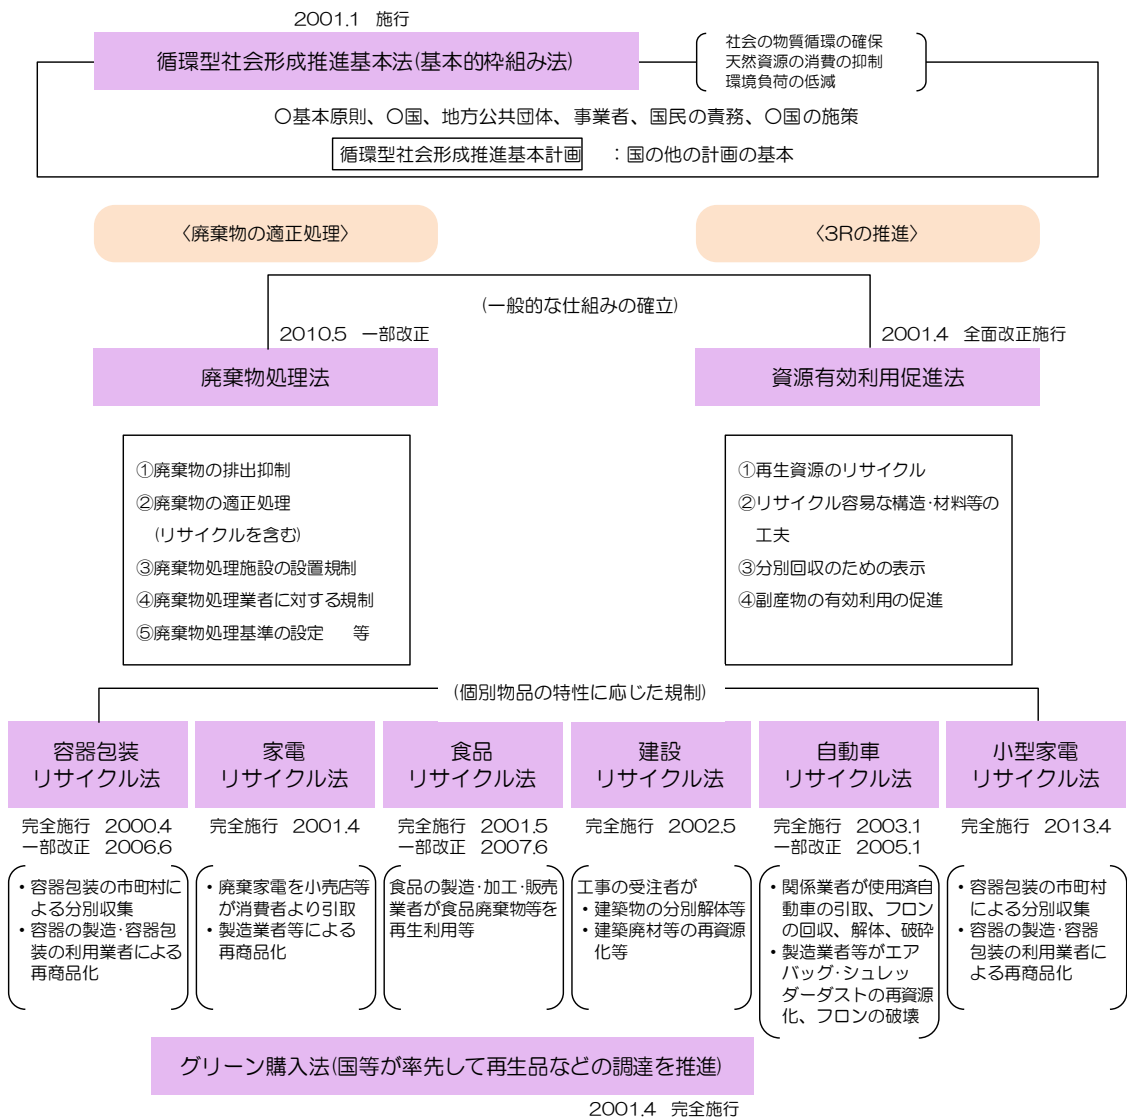 2001.1 施行
循環型社会形成推進基本法(基本的枠組み法)
社会の物質循環の確保
天然資源の消費の抑制
環境負荷の低減
〇基本原則、〇国、地方公共団体、事業者、国民の責務、〇国の施策
循環型社会形成推進基本計画 :国の他の計画の基本
〈廃棄物の適正処理〉
〈3Rの推進〉
(一般的な仕組みの確立)
2010.5 一部改正
廃棄物処理法
2001.4 全面改正施行
資源有効利用促進法
①廃棄物の排出抑制
②廃棄物の適正処理
(リサイクルを含む)
③廃棄物処理施設の設置規制
④廃棄物処理業者に対する規制
⑤廃棄物処理基準の設定 等
①再生資源のリサイクル
②リサイクル容易な構造・材料等の
工夫
③分別回収のための表示
④副産物の有効利用の促進
(個別物品の特性に応じた規制)
容器包装
リサイクル法
完全施行 2000.4
一部改正 2006.6
・容器包装の市町村に
よる分別収集
・容器の製造・容器包
装の利用業者による
再商品化
家電
リサイクル法
完全施行 2001.4
・廃棄家電を小売店等
が消費者より引取
・製造業者等による
再商品化
食品
リサイクル法
完全施行 2001.5
一部改正 2007.6
食品の製造・加工・販売
業者が食品廃棄物等を
再生利用等
建設
リサイクル法
完全施行 2002.5
工事の受注者が
・建築物の分別解体等
・建築廃材等の再資源
化等
自動車
リサイクル法
完全施行 2003.1
一部改正 2005.1
・関係業者が使用済自
動車の引取、フロン
の回収、解体、破砕
・製造業者等がエア
バッグ・シュレッ
ダーダストの再資源
化、フロンの破壊
小型家電
リサイクル法
完全施行 2013.4
・容器包装の市町村
による分別収集
・容器の製造・容器
包装の利用業者に
よる再商品化
グリーン購入法(国等が率先して再生品などの調達を推進)
2001.4 完全施行